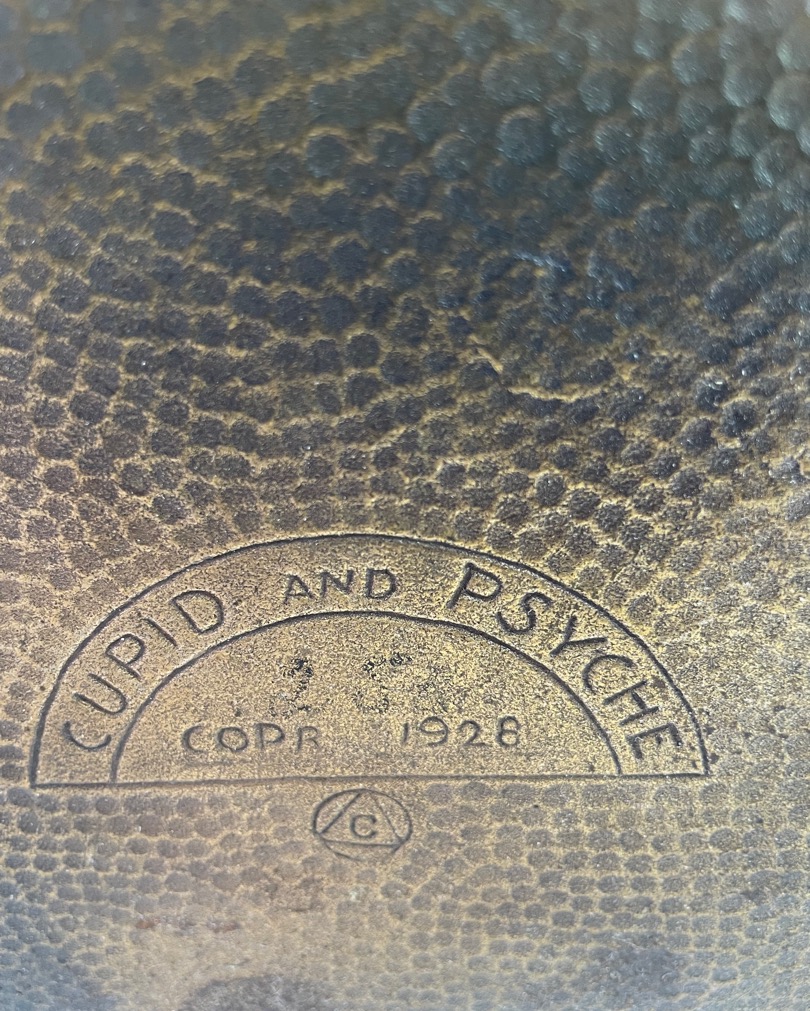 CUPID AND PSYCHE
COPR 1928
C